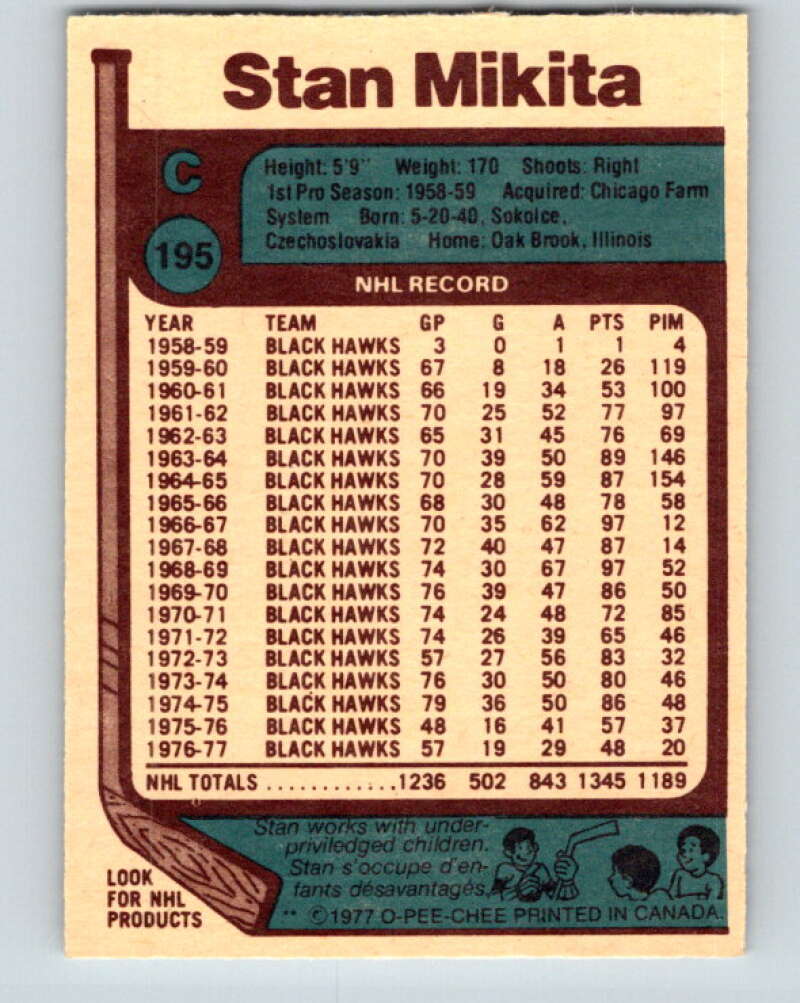 Stan Mikita
C
195
Height: 5'9" Weight: 170 Shoots: Right
1st Pro Season: 1958-59 Acquired: Chicago Farm
System Born: 5-20-40, Sokolce,
Czechoslovakia Home: Oak Brook, Illinois
NHL RECORD
YEAR TEAM GP G A PTS PIM
1958-59 BLACK HAWKS 3 0 1 1 4
1959-60 BLACK HAWKS 67 8 18 26 119
1960-61 BLACK HAWKS 66 19 34 53 100
1961-62 BLACK HAWKS 70 25 52 77 97
1962-63 BLACK HAWKS 65 31 45 76 69
1963-64 BLACK HAWKS 70 39 50 89 146
1964-65 BLACK HAWKS 70 28 59 87 154
1965-66 BLACK HAWKS 68 30 48 78 58
1966-67 BLACK HAWKS 70 35 62 97 12
1967-68 BLACK HAWKS 72 40 47 87 14
1968-69 BLACK HAWKS 74 30 67 97 52
1969-70 BLACK HAWKS 76 39 47 86 50
1970-71 BLACK HAWKS 74 24 48 72 85
1971-72 BLACK HAWKS 74 26 39 65 46
1972-73 BLACK HAWKS 57 27 56 83 32
1973-74 BLACK HAWKS 76 30 50 80 46
1974-75 BLACK HAWKS 79 36 50 86 48
1975-76 BLACK HAWKS 48 16 41 57 37
1976-77 BLACK HAWKS 57 19 29 48 20
NHL TOTALS ............1236 502 843 1345 1189
Stan works with under-
priviledged children.
Stan s'occupe d'en-
fants désavantagés.
LOOK
FOR NHL
PRODUCTS
** ©1977 O-PEE-CHEE PRINTED IN CANADA.